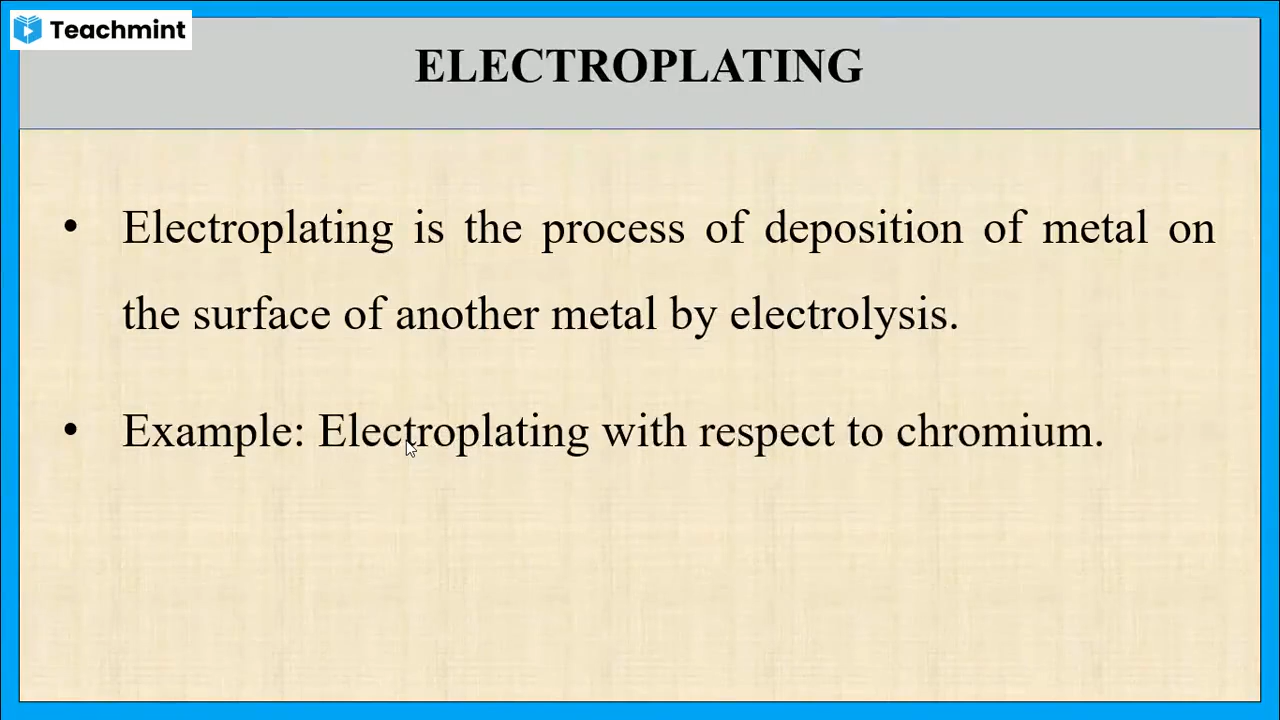 Teachmint
ELECTROPLATING
• Electroplating is the process of deposition of metal on
the surface of another metal by electrolysis.
• Example: Electroplating with respect to chromium.